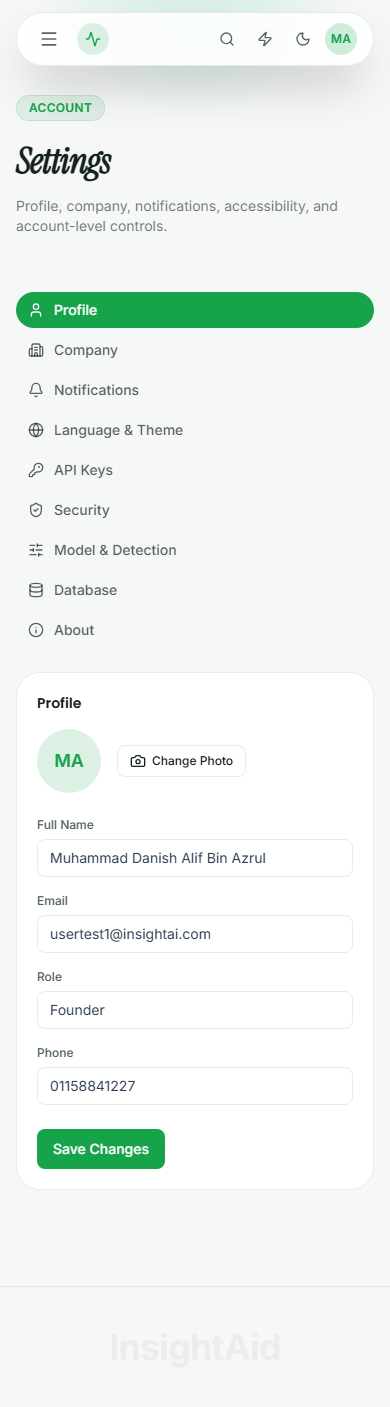 MA
ACCOUNT
Settings
Profile, company, notifications, accessibility, and
account-level controls.
Profile
Company
Notifications
Language & Theme
API Keys
Security
Model & Detection
Database
About
Profile
MA
Change Photo
Full Name
Muhammad Danish Alif Bin Azrul
Email
usertest1@insightai.com
Role
Founder
Phone
01158841227
Save Changes
InsightAid